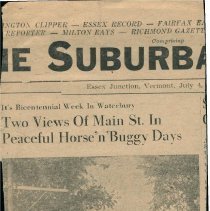 NGTON CLIPPER — ESSEX RECORD — FAIRFAX E
REPORTER — MILTON RAYS — RICHMOND GAZETT
Comprising
E SUBURBA
Essex Junction, Vermont, July 4,
It's Bicentennial Week In Waterbury
Two Views Of Main St. In
Peaceful Horse'n'Buggy Days